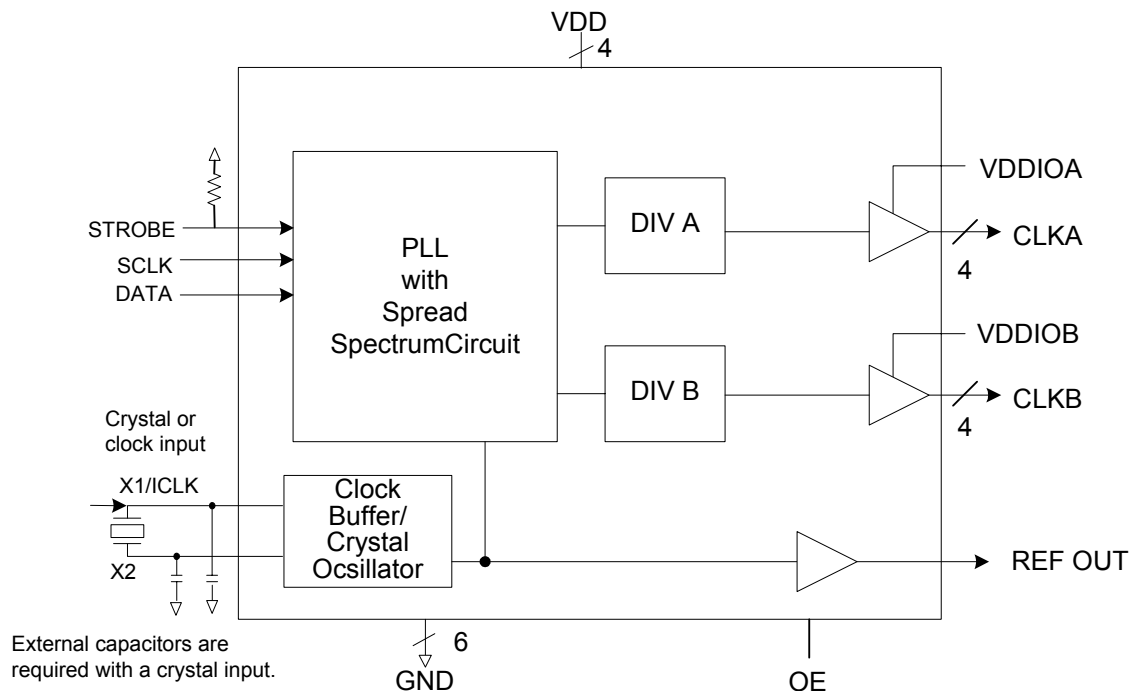 VDD
4
STROBE
SCLK
DATA
PLL
with
Spread
SpectrumCircuit
DIV A
VDDIOA
CLKA
4
DIV B
VDDIOB
CLKB
4
Crystal or
clock input
X1/ICLK
X2
Clock
Buffer/
Crystal
Ocsillator
REF OUT
External capacitors are
required with a crystal input.
6
GND
OE